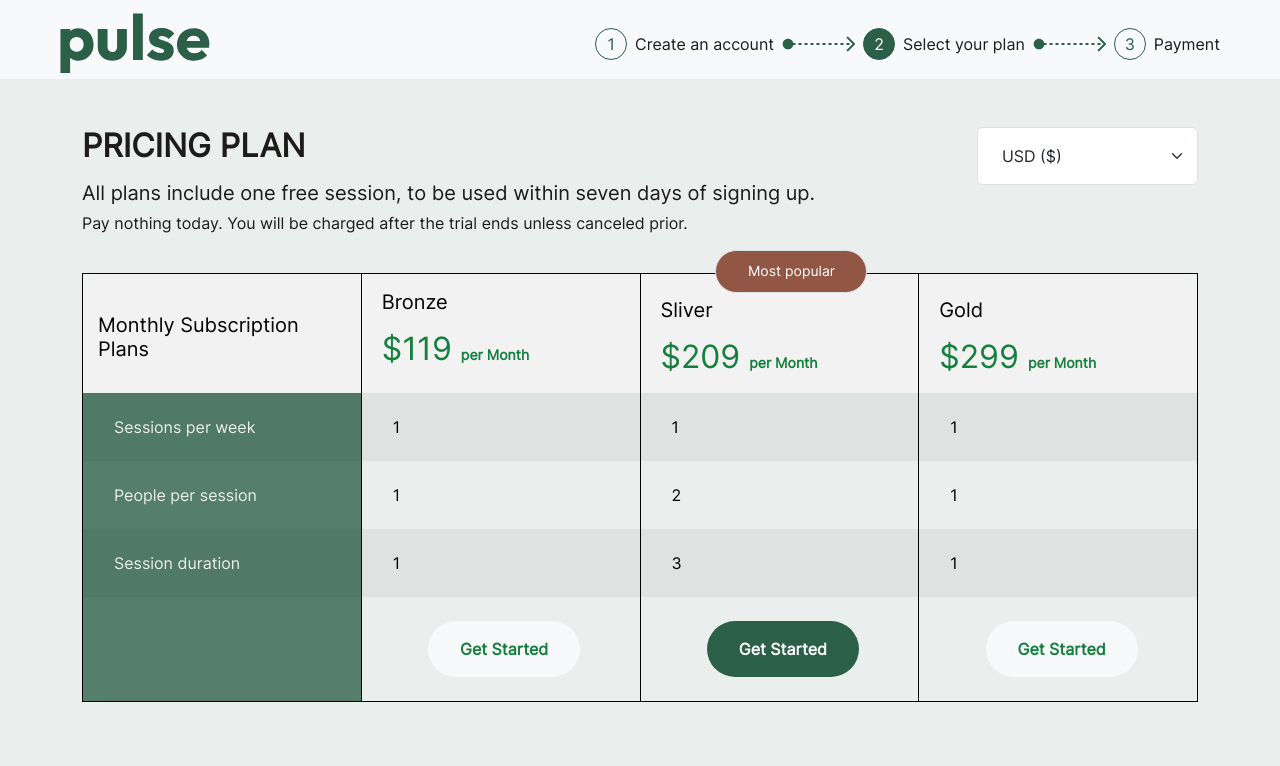 pulse
1 Create an account 2 Select your plan 3 Payment
PRICING PLAN
USD ($)
All plans include one free session, to be used within seven days of signing up.
Pay nothing today. You will be charged after the trial ends unless canceled prior.
Most popular
Monthly Subscription
Plans
Bronze
$119 per Month
Sliver
$209 per Month
Gold
$299 per Month
Sessions per week 1 1 1
People per session 1 2 1
Session duration 1 3 1
Get Started Get Started Get Started